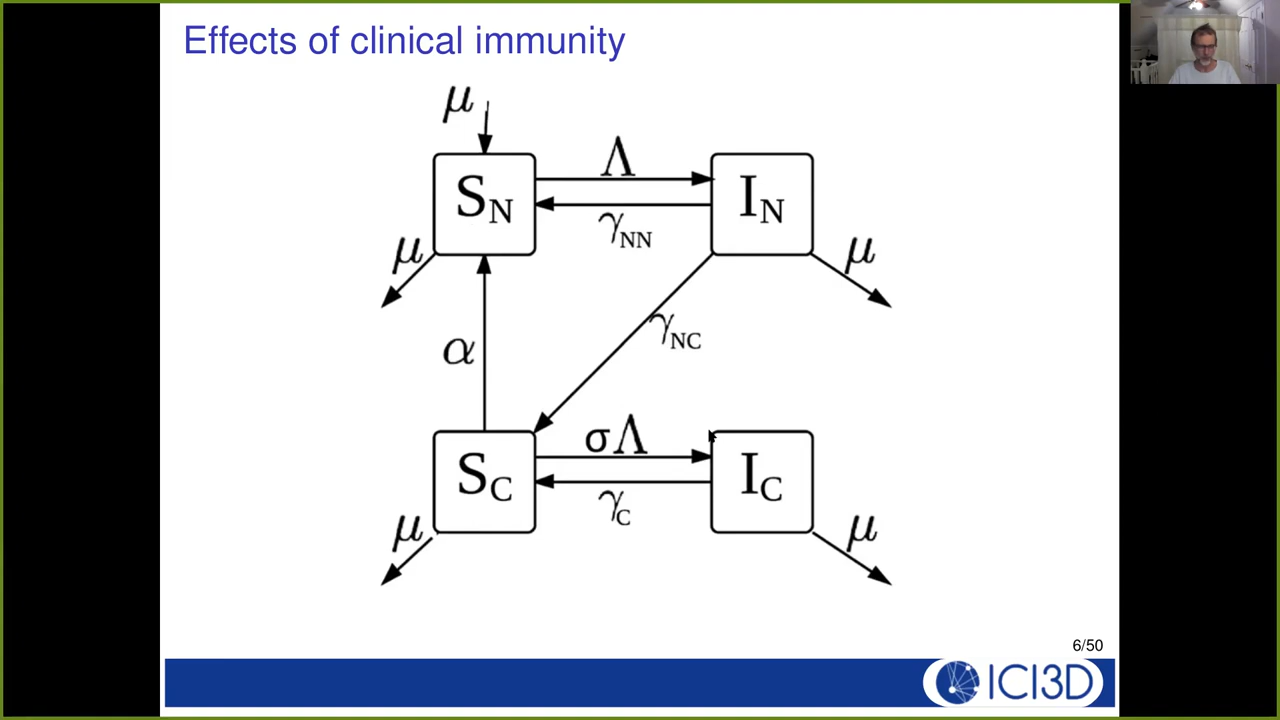 Effects of clinical immunity
μ
S_N
Λ
γ_NN
I_N
μ
μ
α
γ_NC
S_C
σΛ
γ_C
I_C
μ
μ
6/50
ICI3D